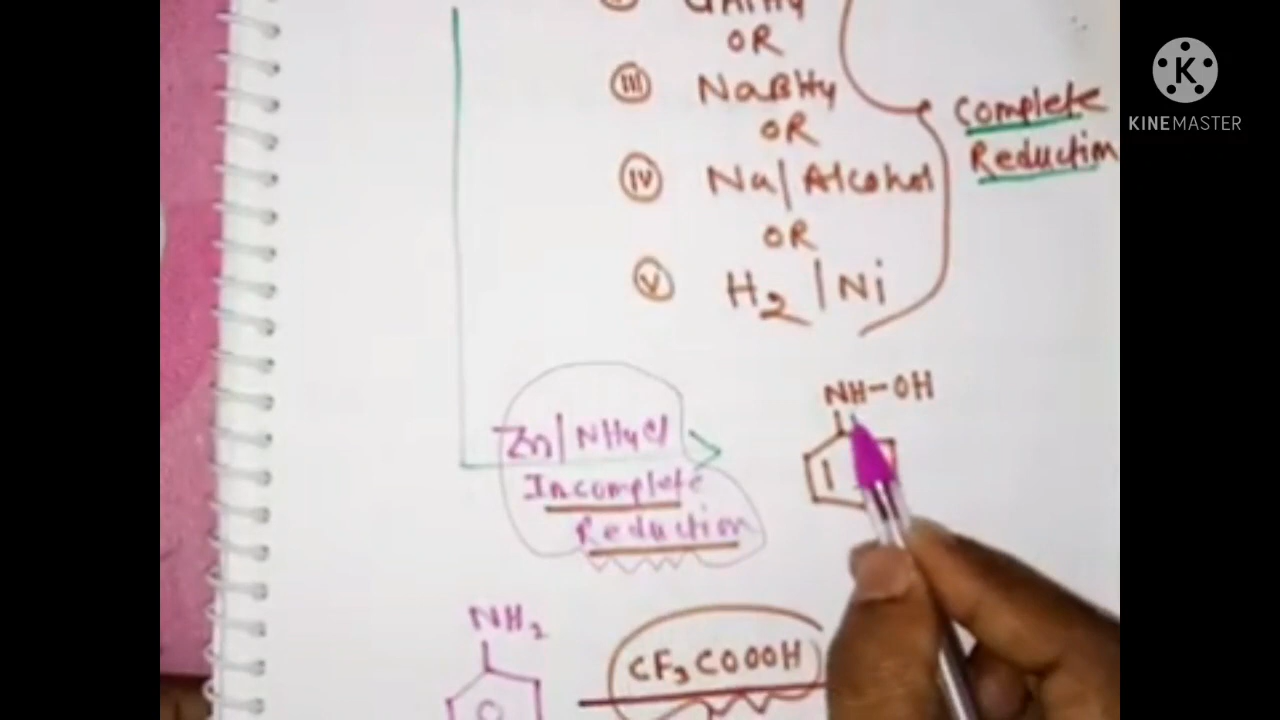 OR
III NaBH4
OR
IV Na/Alcohol
OR
V H2/Ni
Complete
Reduction
NH-OH
Zn/NH4Cl
Incomplete
Reduction
NH2
CF3COOOH
K
KINEMASTER